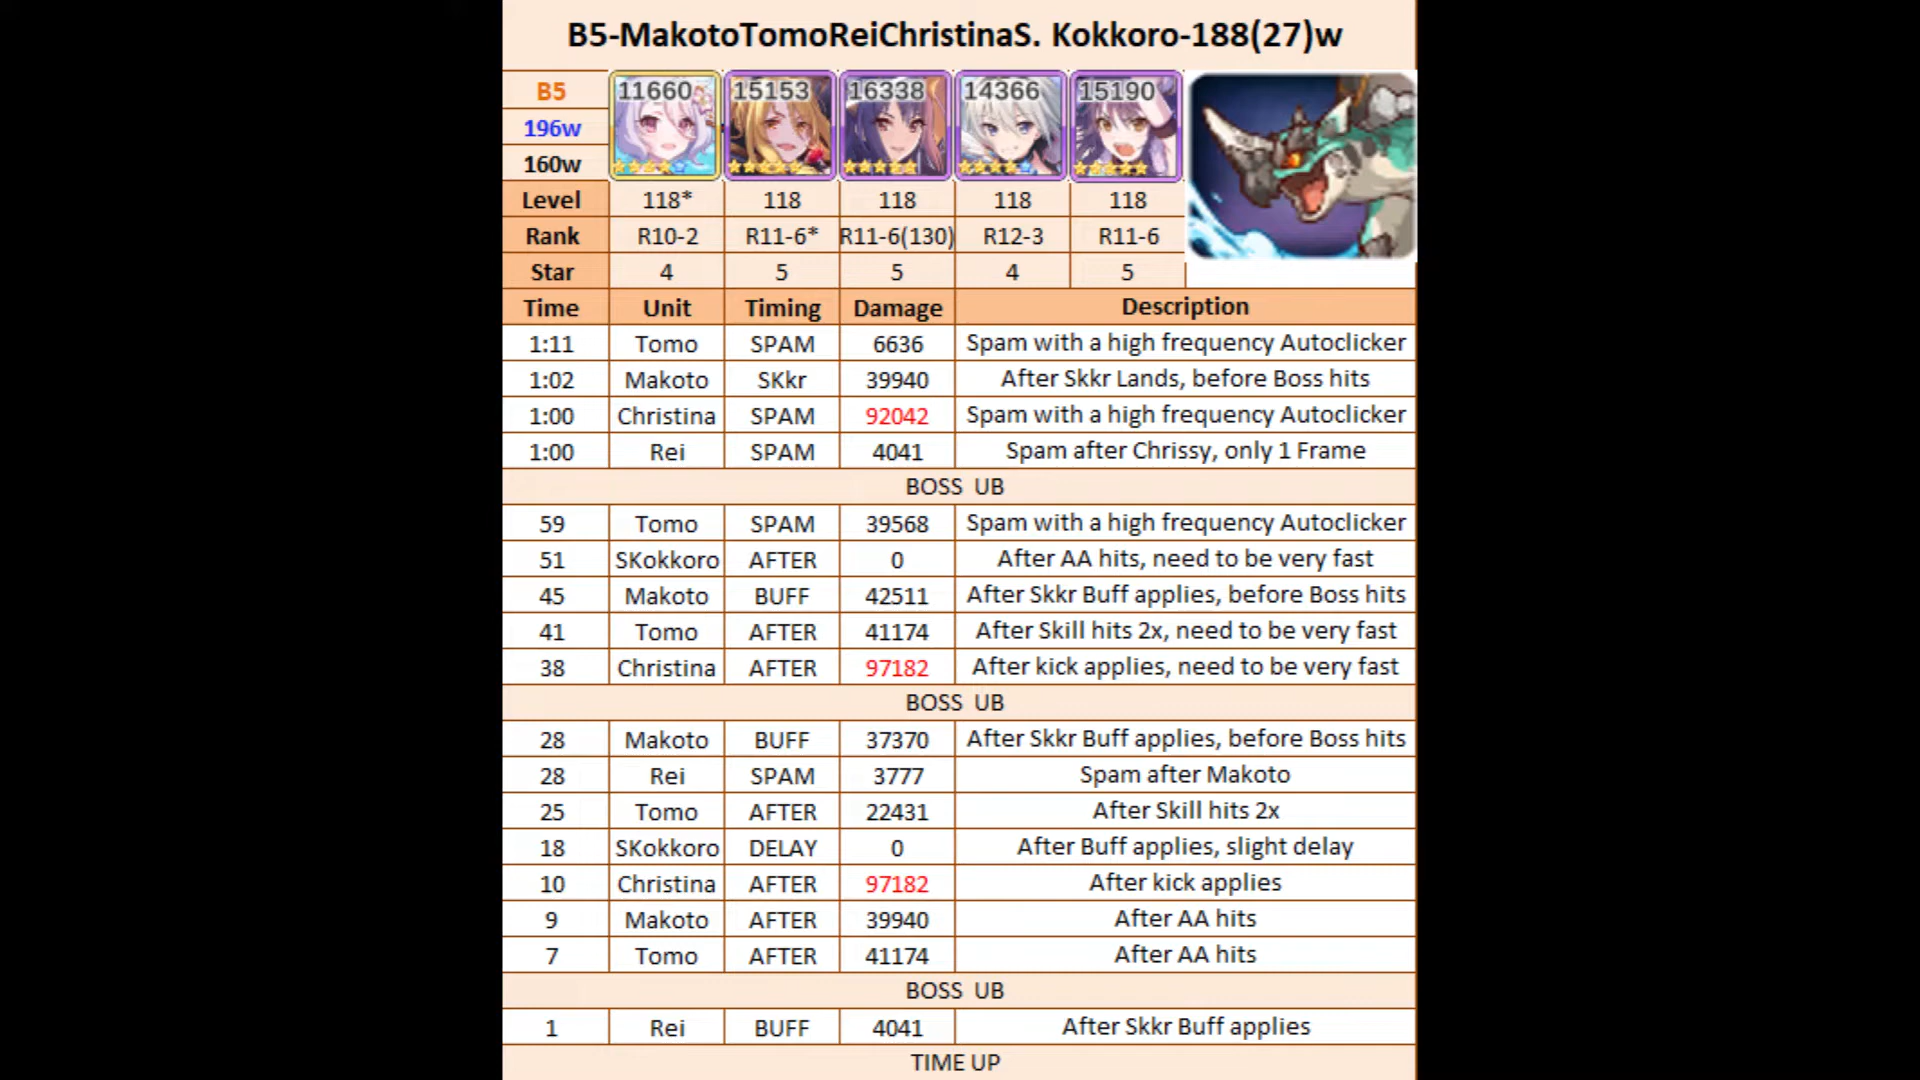 B5-MakotoTomoReiChristinaS. Kokkoro-188(27)w
B5 11660 15153 16338 14366 15190
196w
160w
Level 118* 118 118 118 118
Rank R10-2 R11-6* R11-6(130) R12-3 R11-6
Star 4 5 5 4 5
Time Unit Timing Damage Description
1:11 Tomo SPAM 6636 Spam with a high frequency Autoclicker
1:02 Makoto SKkr 39940 After Skkr Lands, before Boss hits
1:00 Christina SPAM 92042 Spam with a high frequency Autoclicker
1:00 Rei SPAM 4041 Spam after Chrissy, only 1 Frame
BOSS UB
59 Tomo SPAM 39568 Spam with a high frequency Autoclicker
51 SKokkoro AFTER 0 After AA hits, need to be very fast
45 Makoto BUFF 42511 After Skkr Buff applies, before Boss hits
41 Tomo AFTER 41174 After Skill hits 2x, need to be very fast
38 Christina AFTER 97182 After kick applies, need to be very fast
BOSS UB
28 Makoto BUFF 37370 After Skkr Buff applies, before Boss hits
28 Rei SPAM 3777 Spam after Makoto
25 Tomo AFTER 22431 After Skill hits 2x
18 SKokkoro DELAY 0 After Buff applies, slight delay
10 Christina AFTER 97182 After kick applies
9 Makoto AFTER 39940 After AA hits
7 Tomo AFTER 41174 After AA hits
BOSS UB
1 Rei BUFF 4041 After Skkr Buff applies
TIME UP